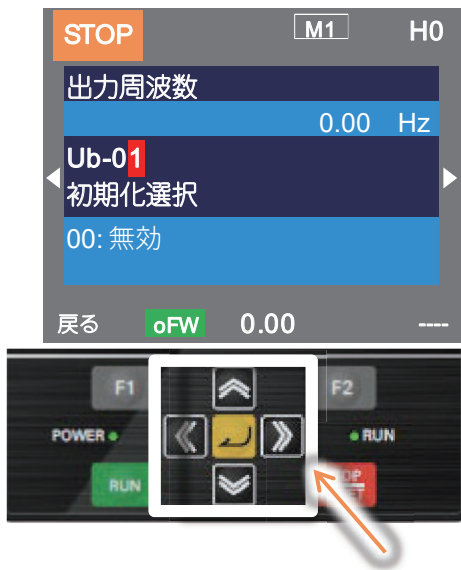 STOP M1 H0
出力周波数
0.00 Hz
Ub-01
初期化選択
00: 無効
戻る oFW 0.00 ----
F1 F2
POWER RUN
RUN